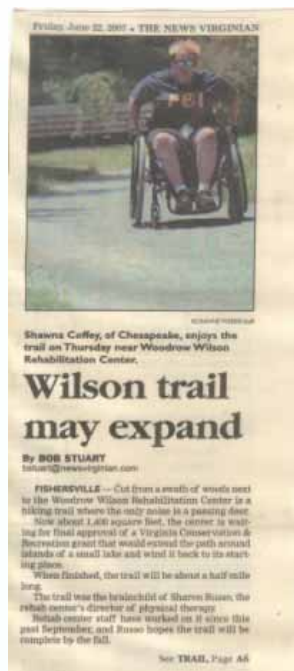 Friday June 22, 2007 • THE NEWS VIRGINIAN
FBI
Shawna Coffey, of Chesapeake, enjoys the
trail on Thursday near Woodrow Wilson
Rehabilitation Center.
Wilson trail
may expand
By BOB STUART
bstuart@newsvirginian.com
FISHERSVILLE — Cut from a swath of woods next
to the Woodrow Wilson Rehabilitation Center is a
hiking trail where the only noise is a passing deer.
Now about 1,400 square feet, the center is wait-
ing for final approval of a Virginia Conservation &
Recreation grant that would extend the path around
islands of a small lake and wind it back to its start-
ing place.
When finished, the trail will be about a half-mile
long.
The trail was the brainchild of Sharon Russo, the
rehab center's director of physical therapy.
Rehab center staff have worked on it since this
past September, and Russo hopes the trail will be
complete by the fall.
See TRAIL, Page A6